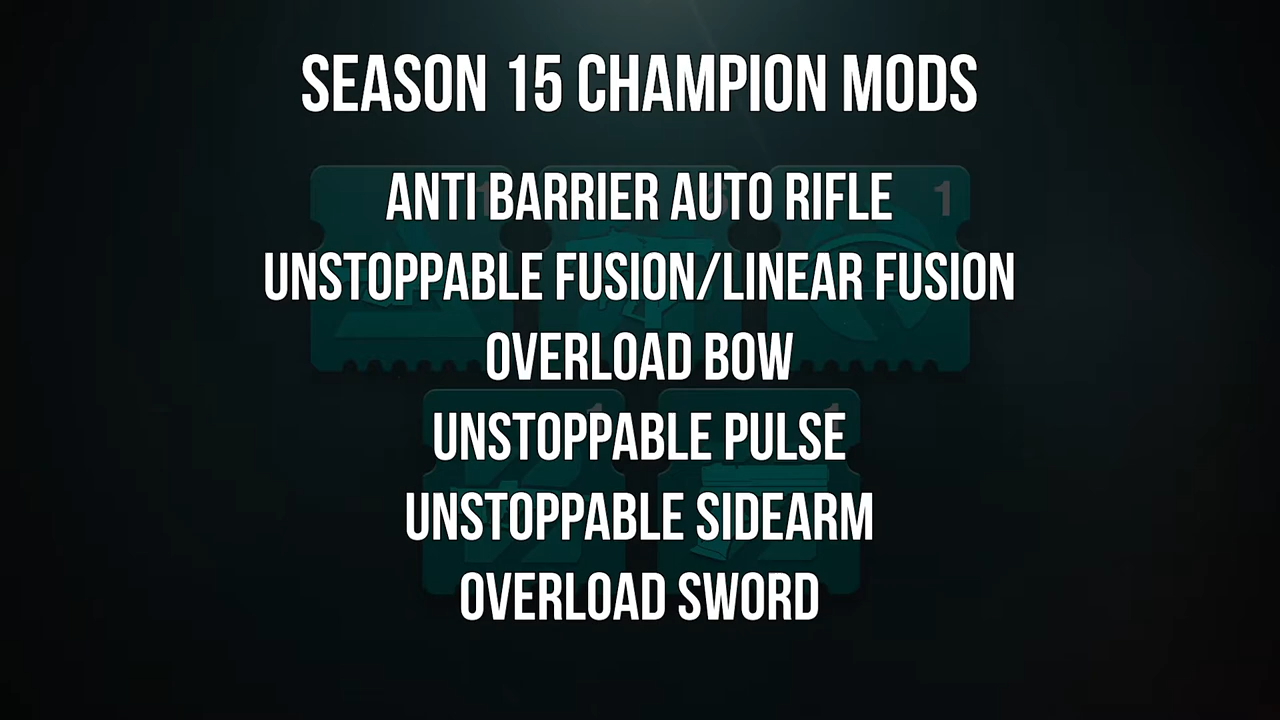 SEASON 15 CHAMPION MODS
ANTI BARRIER AUTO RIFLE
UNSTOPPABLE FUSION/LINEAR FUSION
OVERLOAD BOW
UNSTOPPABLE PULSE
UNSTOPPABLE SIDEARM
OVERLOAD SWORD
1